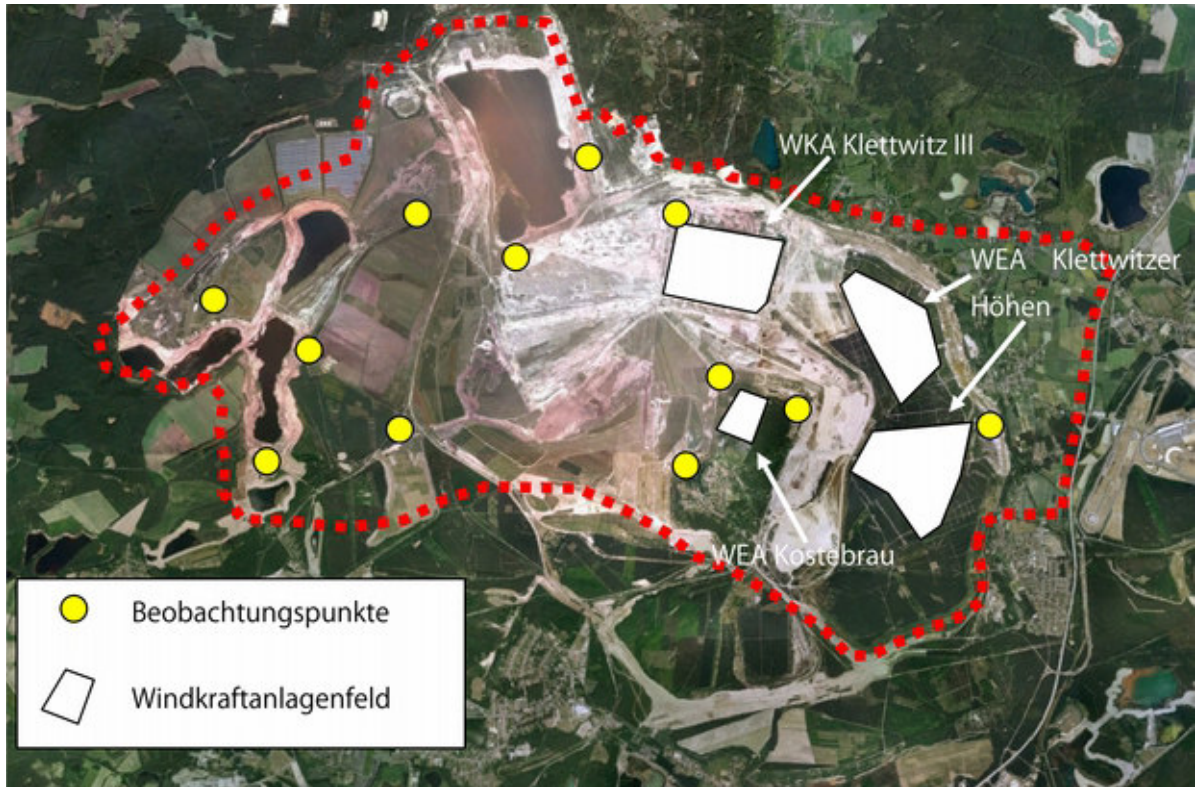 WKA Klettwitz III
WEA Klettwitzer
Höhen
WEA Kostebrau
Beobachtungspunkte
Windkraftanlagenfeld